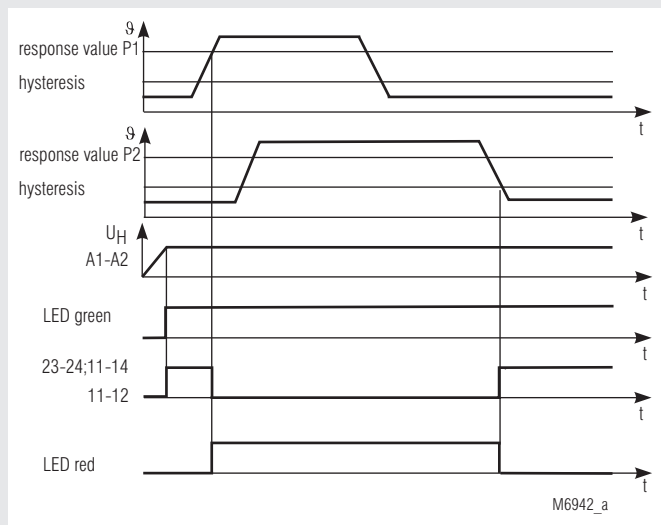 ϑ
response value P1
hysteresis
t
ϑ
response value P2
hysteresis
t
UH
A1-A2
t
LED green
t
23-24;11-14
11-12
t
LED red
t
M6942_a